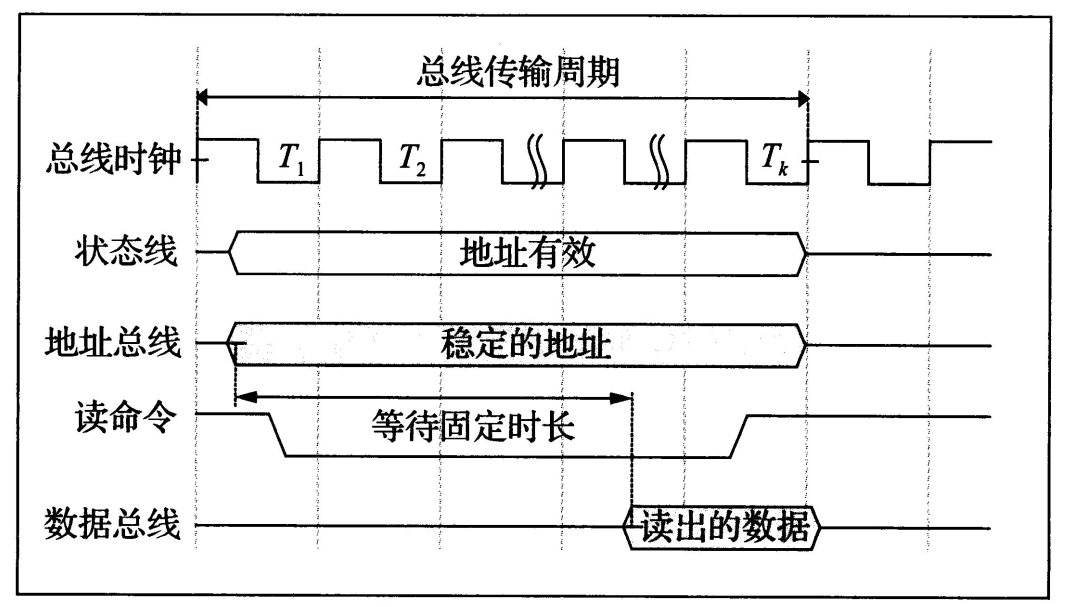 总线传输周期
总线时钟 T1 T2 Tk
状态线 地址有效
地址总线 稳定的地址
读命令 等待固定时长
数据总线 读出的数据